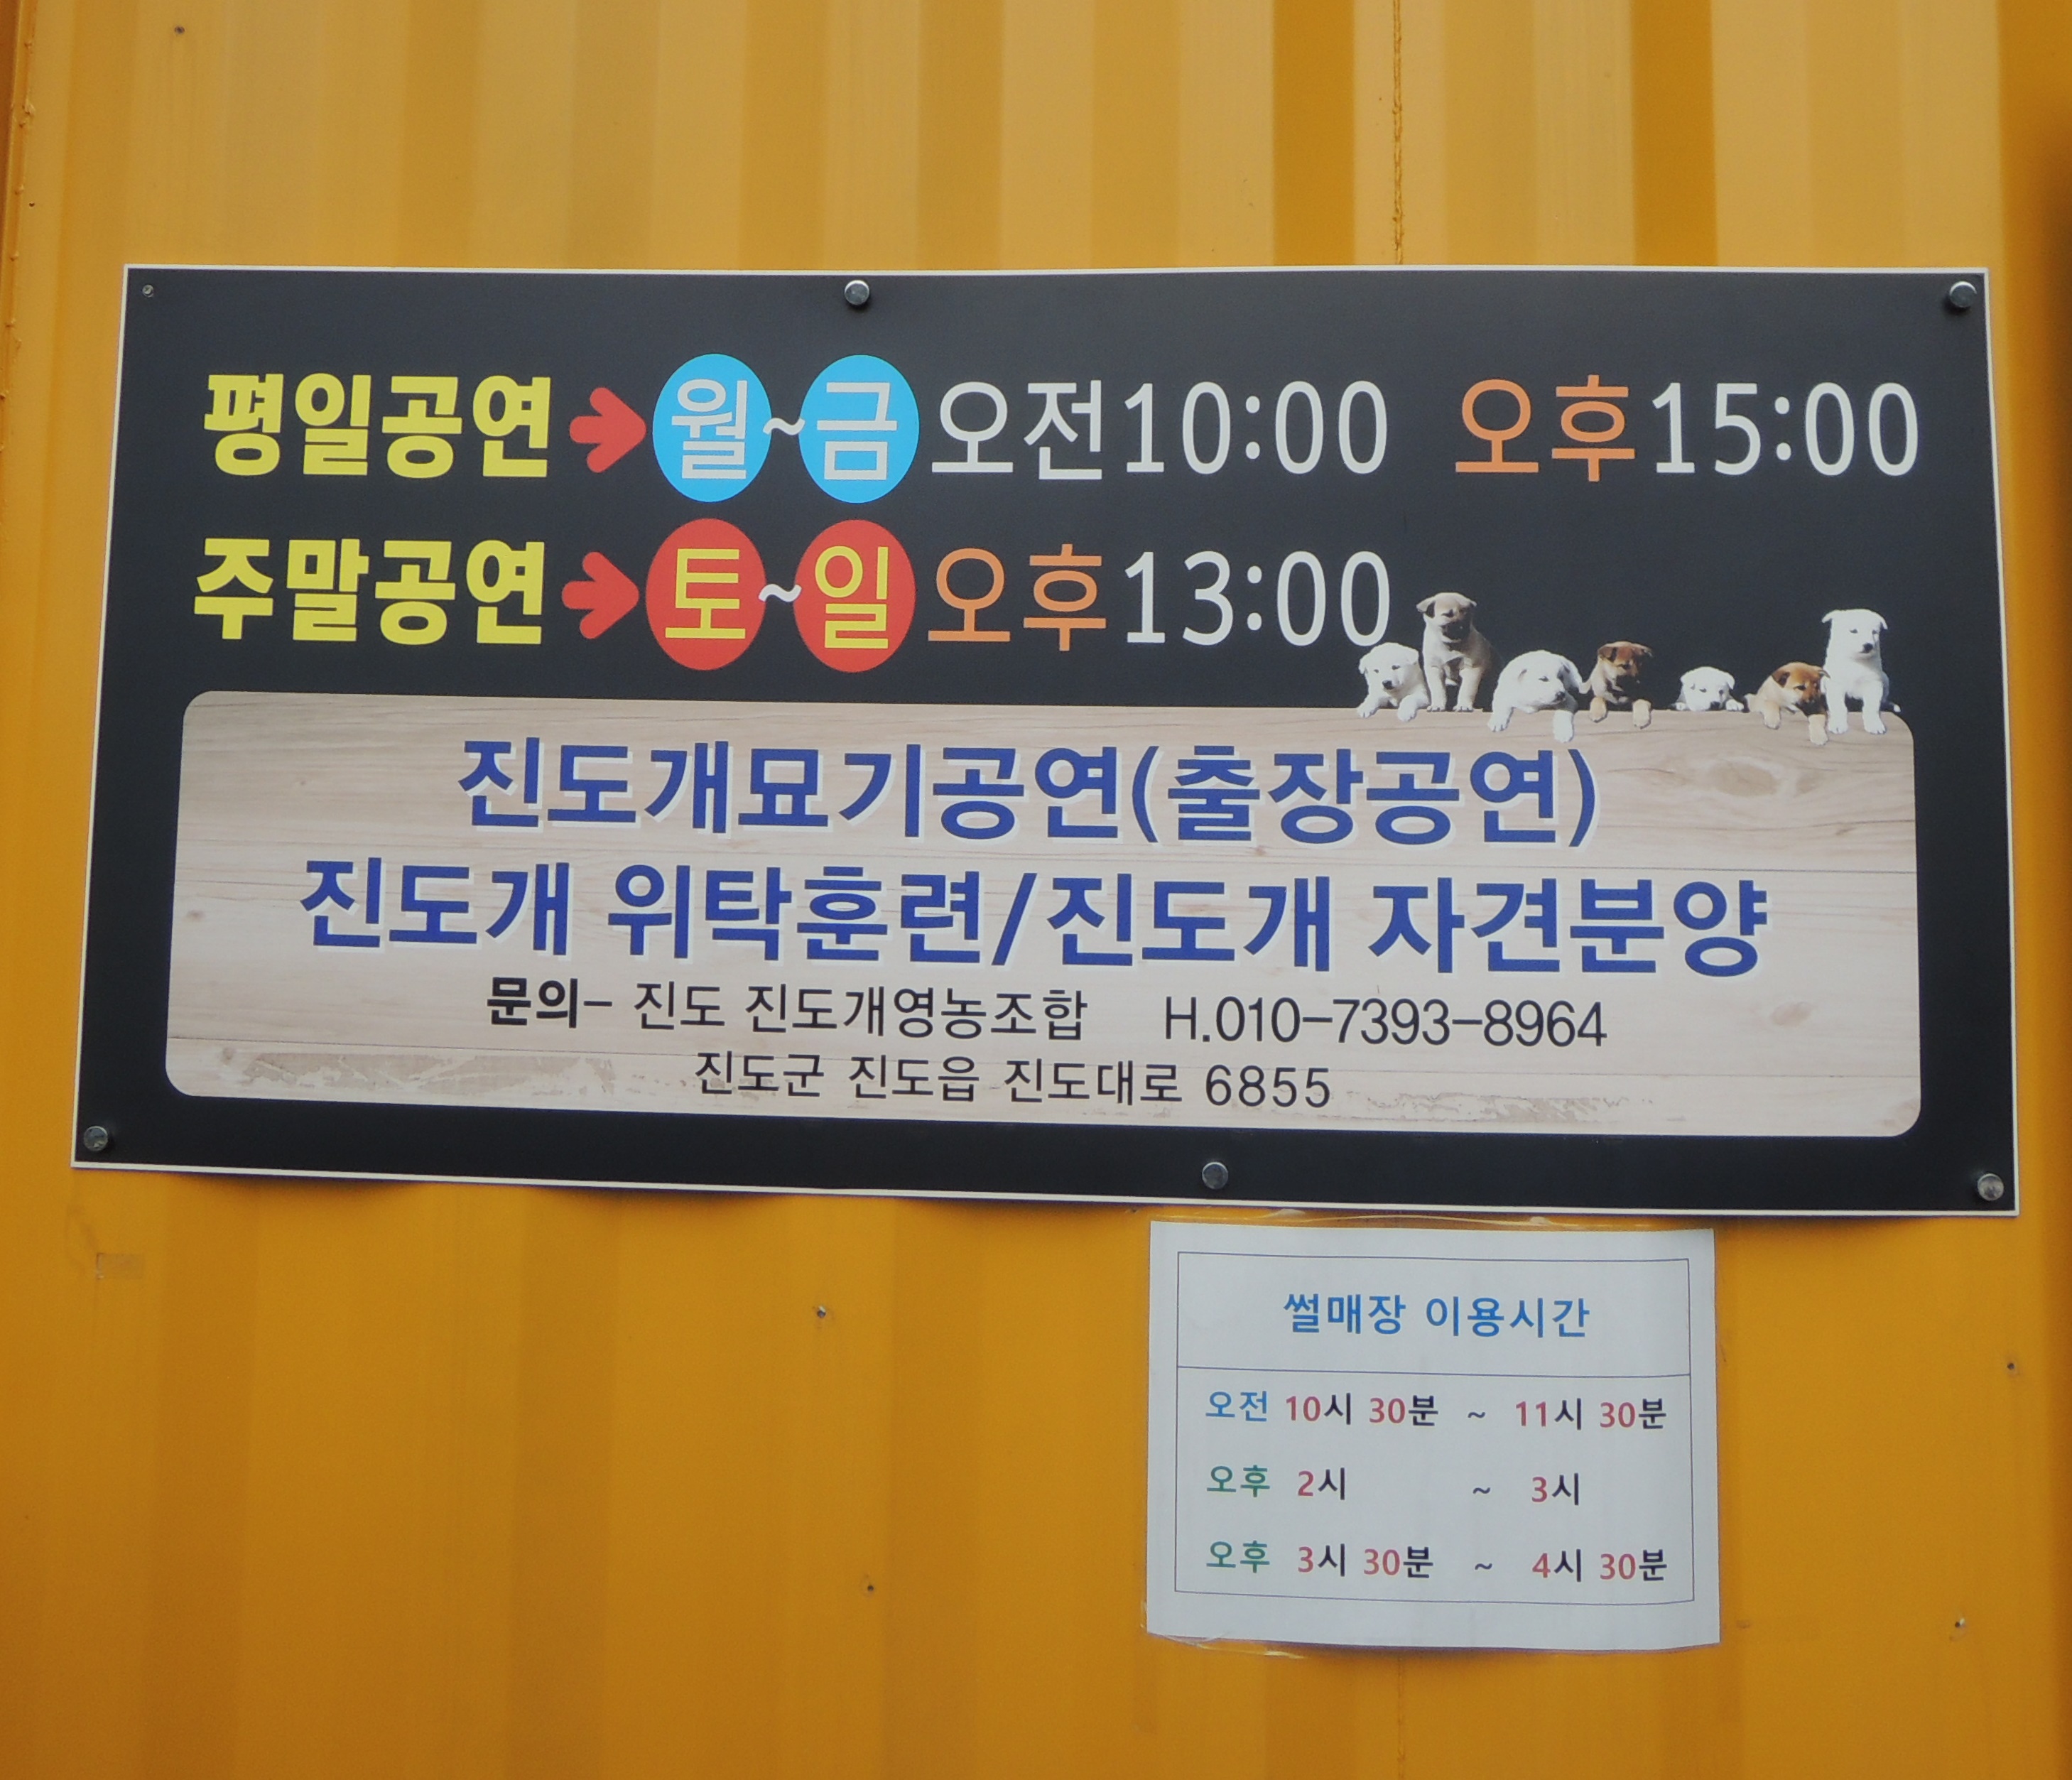 평일공연 월~금 오전10:00 오후15:00
주말공연 토~일 오후13:00
진도개묘기공연(출장공연)
진도개 위탁훈련/진도개 자견분양
문의- 진도 진도개영농조합 H.010-7393-8964
진도군 진도읍 진도대로 6855
썰매장 이용시간
오전 10시 30분 ~ 11시 30분
오후 2시 ~ 3시
오후 3시 30분 ~ 4시 30분